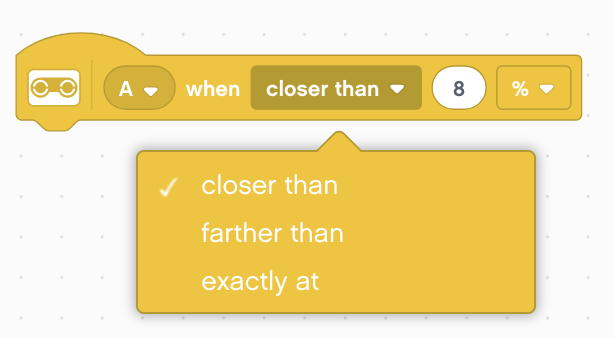 A when closer than 8 %
closer than
farther than
exactly at